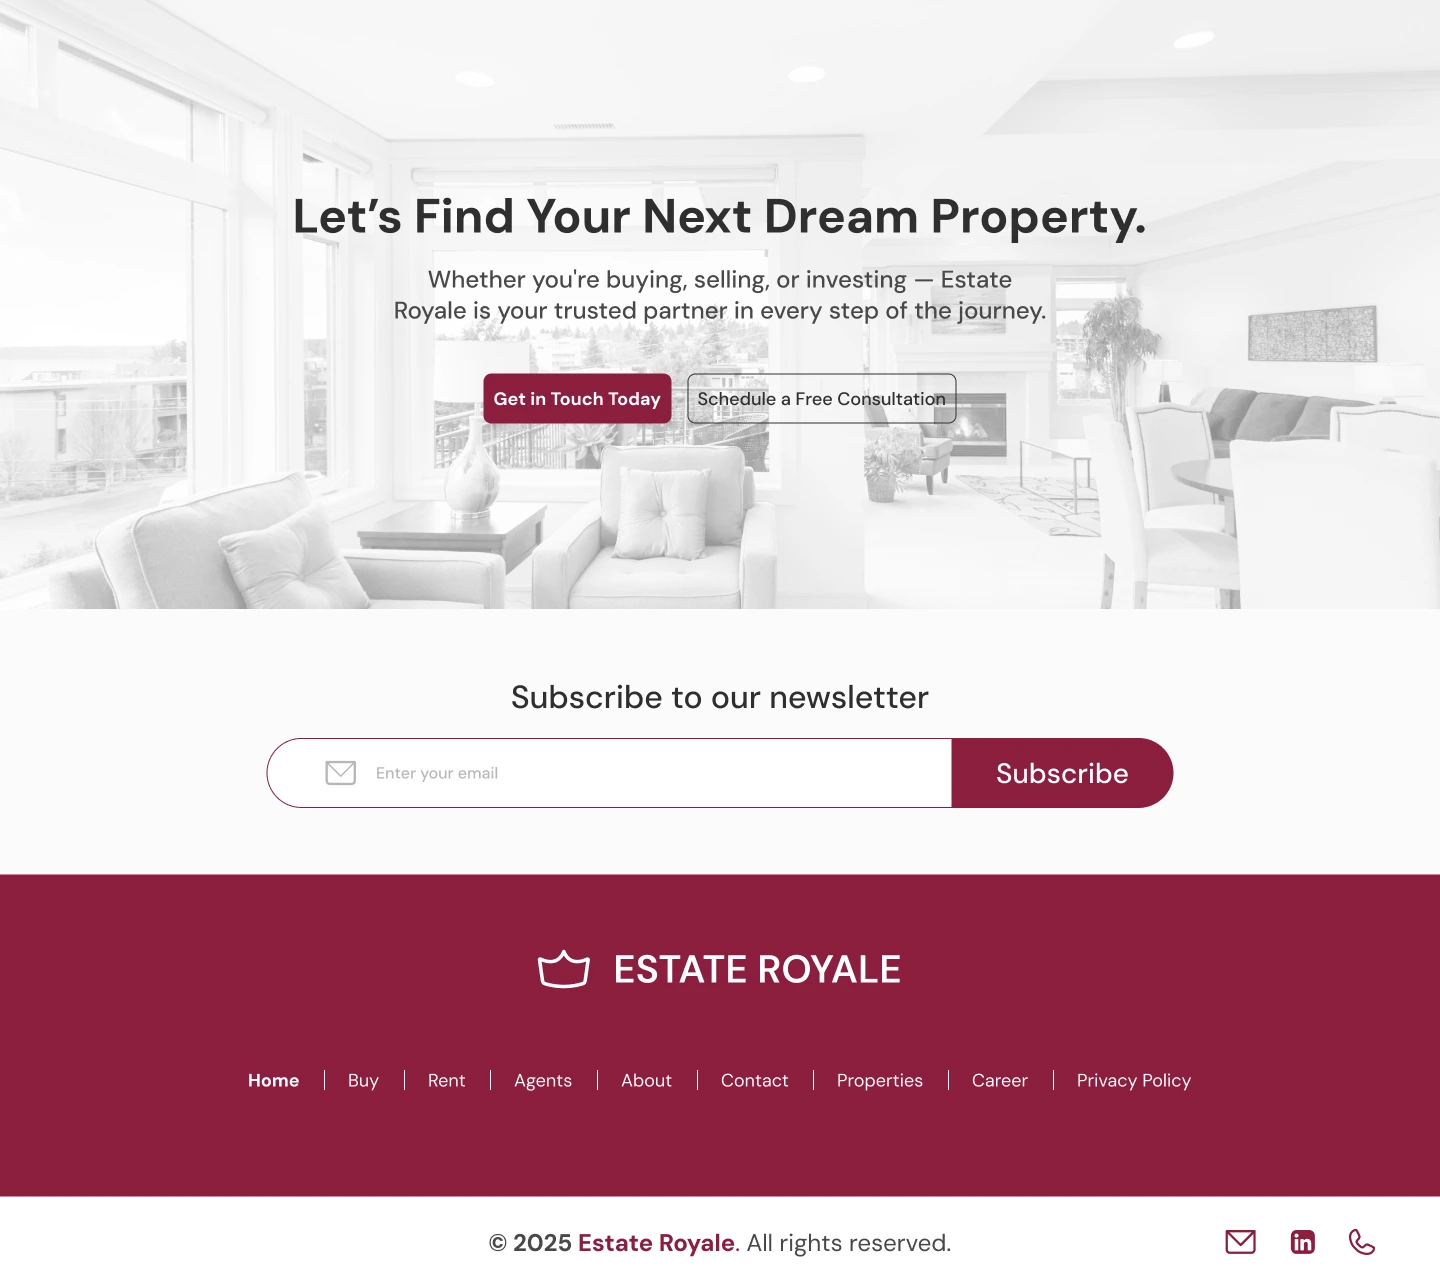 Let’s Find Your Next Dream Property.
Whether you're buying, selling, or investing — Estate
Royale is your trusted partner in every step of the journey.
Get in Touch Today
Schedule a Free Consultation
Subscribe to our newsletter
Enter your email
Subscribe
ESTATE ROYALE
Home
Buy
Rent
Agents
About
Contact
Properties
Career
Privacy Policy
© 2025 Estate Royale. All rights reserved.
in